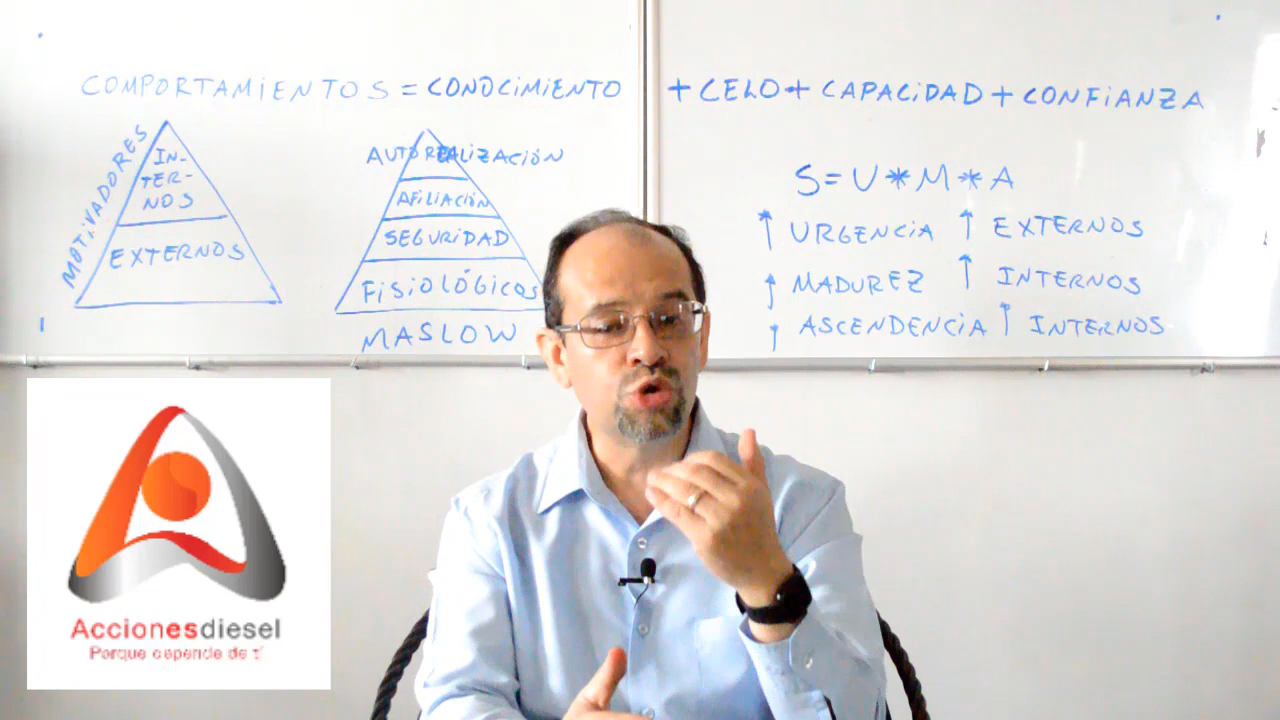 COMPORTAMIENTOS = CONOCIMIENTO + CELO + CAPACIDAD + CONFIANZA
MOTIVADORES
IN-
TER-
NOS
EXTERNOS
AUTOREALIZACIÓN
AFILIACIÓN
SEGURIDAD
FISIOLÓGICOS
MASLOW
S = U * M * A
↑ URGENCIA ↑ EXTERNOS
↑ MADUREZ ↑ INTERNOS
↑ ASCENDENCIA ↑ INTERNOS
Accionesdiesel
Porque depende de ti